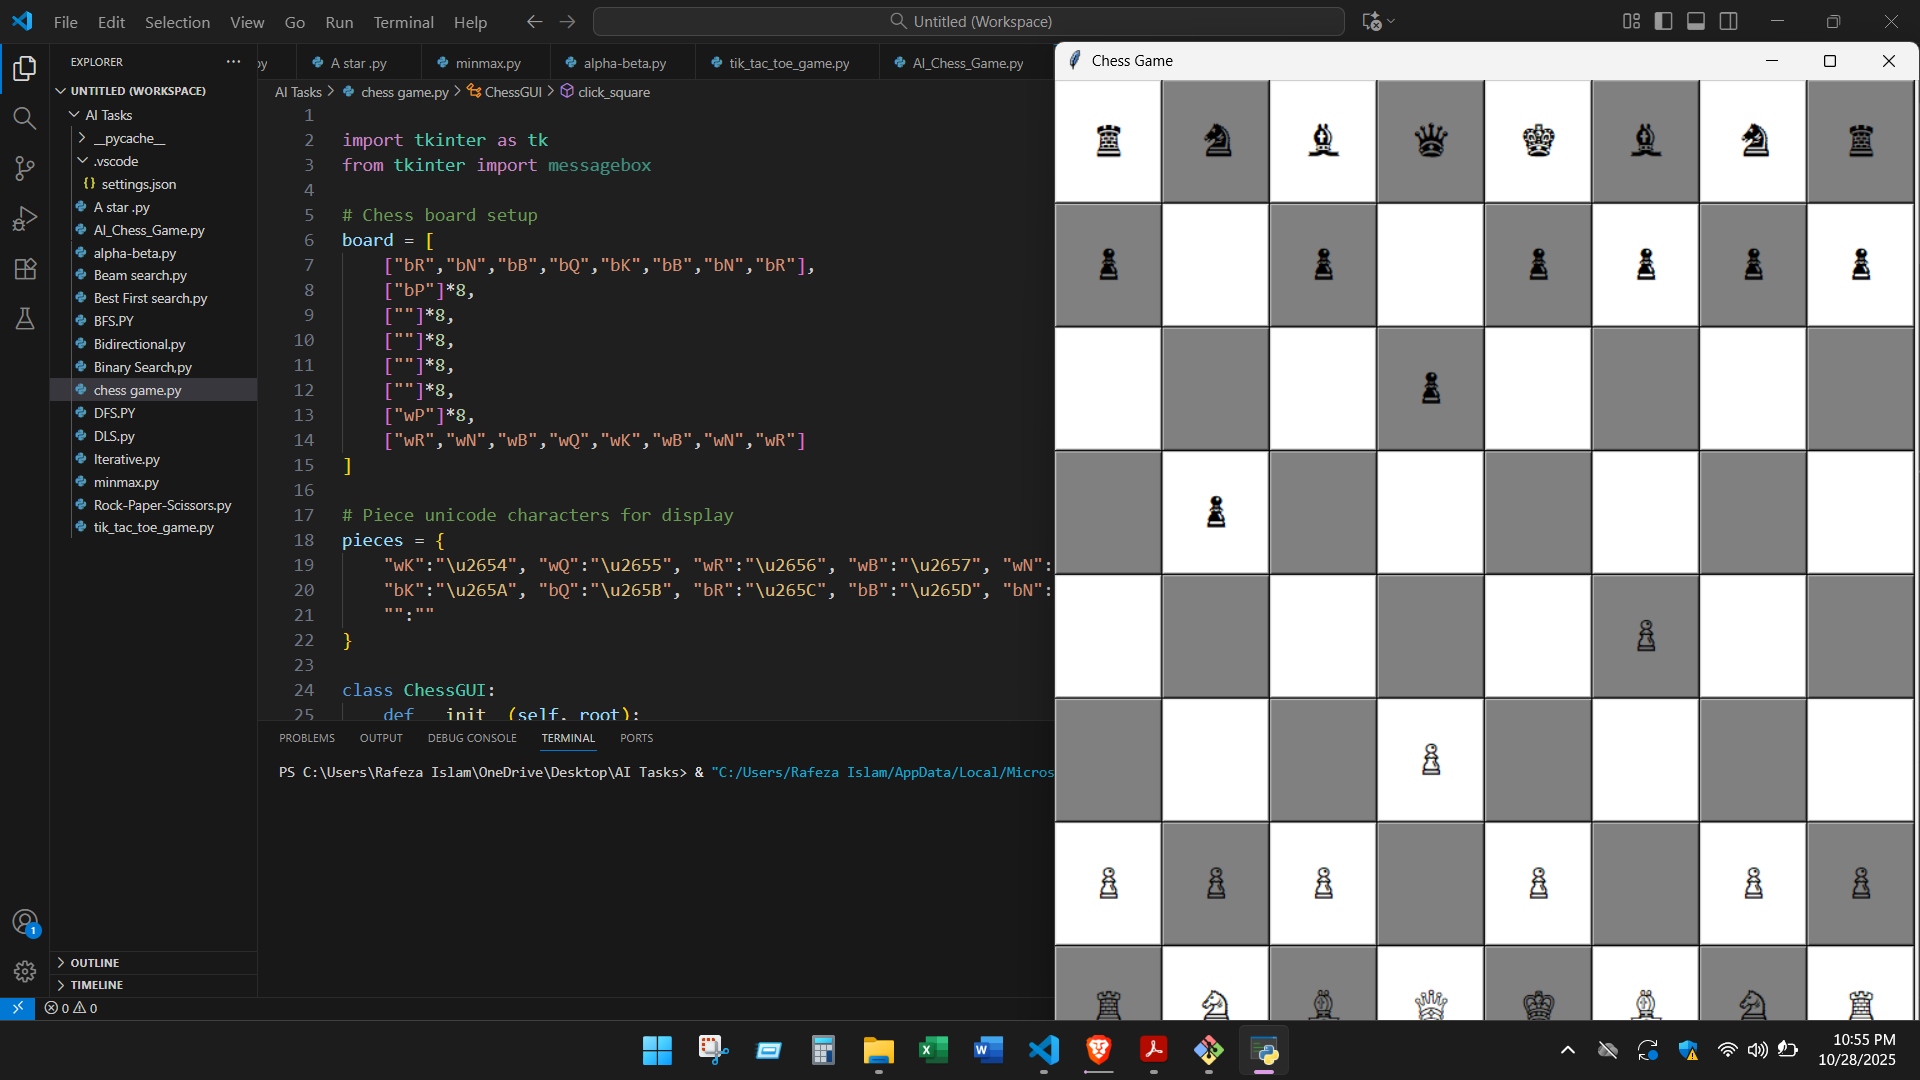 File Edit Selection View Go Run Terminal Help
Untitled (Workspace)
EXPLORER
UNTITLED (WORKSPACE)
AI Tasks
__pycache__
.vscode
{} settings.json
A star .py
AI_Chess_Game.py
alpha-beta.py
Beam search.py
Best First search.py
BFS.PY
Bidirectional.py
Binary Search,py
chess game.py
DFS.PY
DLS.py
Iterative.py
minmax.py
Rock-Paper-Scissors.py
tik_tac_toe_game.py
OUTLINE
TIMELINE
py A star .py minmax.py alpha-beta.py tik_tac_toe_game.py AI_Chess_Game.py
AI Tasks > chess game.py > ChessGUI > click_square
1
2 import tkinter as tk
3 from tkinter import messagebox
4
5 # Chess board setup
6 board = [
7 ["bR","bN","bB","bQ","bK","bB","bN","bR"],
8 ["bP"]*8,
9 [""]*8,
10 [""]*8,
11 [""]*8,
12 [""]*8,
13 ["wP"]*8,
14 ["wR","wN","wB","wQ","wK","wB","wN","wR"]
15 ]
16
17 # Piece unicode characters for display
18 pieces = {
19 "wK":"\u2654", "wQ":"\u2655", "wR":"\u2656", "wB":"\u2657", "wN":
20 "bK":"\u265A", "bQ":"\u265B", "bR":"\u265C", "bB":"\u265D", "bN":
21 "":""
22 }
23
24 class ChessGUI:
25 def __init__(self, root):
PROBLEMS OUTPUT DEBUG CONSOLE TERMINAL PORTS
PS C:\Users\Rafeza Islam\OneDrive\Desktop\AI Tasks> & "C:/Users/Rafeza Islam/AppData/Local/Micros
Chess Game
1
0 0
10:55 PM
10/28/2025